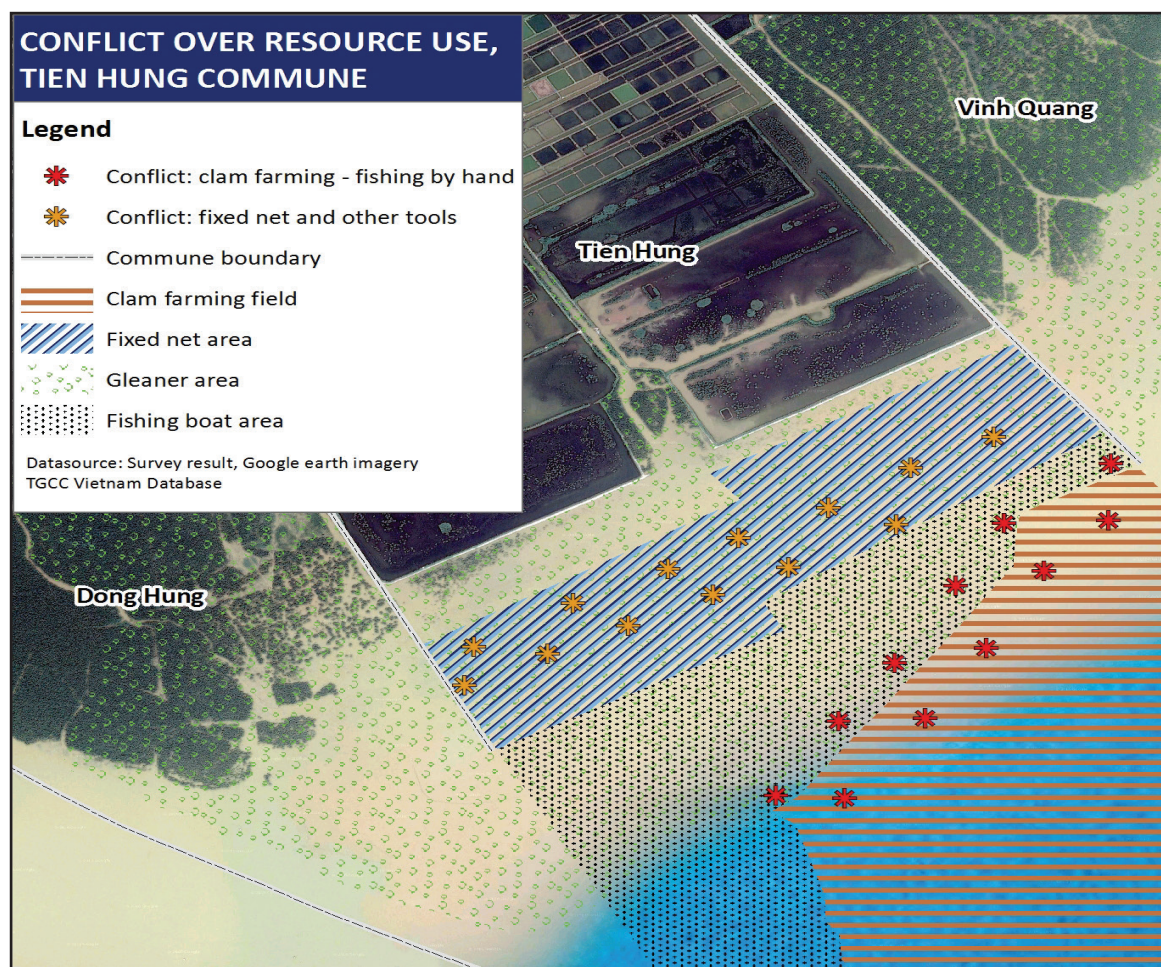 CONFLICT OVER RESOURCE USE,
TIEN HUNG COMMUNE
Legend
Conflict: clam farming - fishing by hand
Conflict: fixed net and other tools
Commune boundary
Clam farming field
Fixed net area
Gleaner area
Fishing boat area
Datasource: Survey result, Google earth imagery
TGCC Vietnam Database
Vinh Quang
Tien Hung
Dong Hung